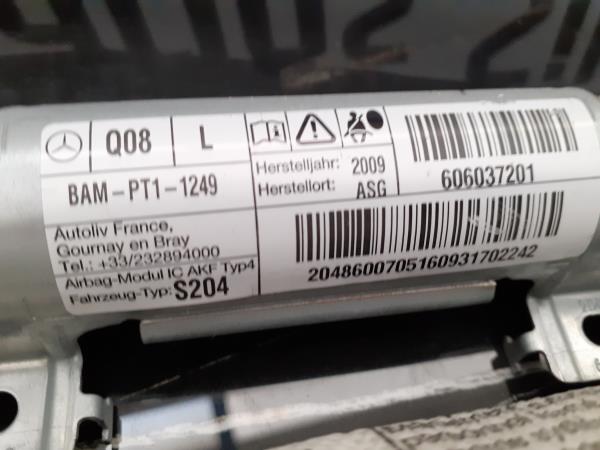 Q08 L
BAM-PT1-1249
Autoliv France,
Gournay en Bray
Tel.: +33/232894000
Airbag-Modul IC AKF Typ4
Fahrzeug-Typ: S204
Herstelljahr: 2009
Herstellort: ASG
606037201
2048600705160931702242